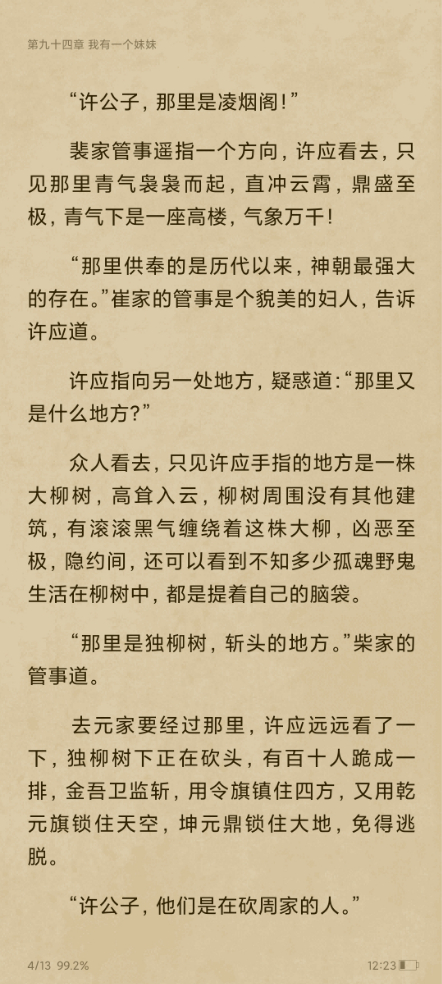 第九十四章 我有一个妹妹
“许公子，那里是凌烟阁！”
裴家管事遥指一个方向，许应看去，只
见那里青气袅袅而起，直冲云霄，鼎盛至
极，青气下是一座高楼，气象万千！
“那里供奉的是历代以来，神朝最强大
的存在。”崔家的管事是个貌美的妇人，告诉
许应道。
许应指向另一处地方，疑惑道：“那里又
是什么地方？”
众人看去，只见许应手指的地方是一株
大柳树，高耸入云，柳树周围没有其他建
筑，有滚滚黑气缠绕着这株大柳，凶恶至
极，隐约间，还可以看到不知多少孤魂野鬼
生活在柳树中，都是提着自己的脑袋。
“那里是独柳树，斩头的地方。”柴家的
管事道。
去元家要经过那里，许应远远看了一
下，独柳树下正在砍头，有百十人跪成一
排，金吾卫监斩，用令旗镇住四方，又用乾
元旗锁住天空，坤元鼎锁住大地，免得逃
脱。
“许公子，他们是在砍周家的人。”
4/13 99.2%
12:23